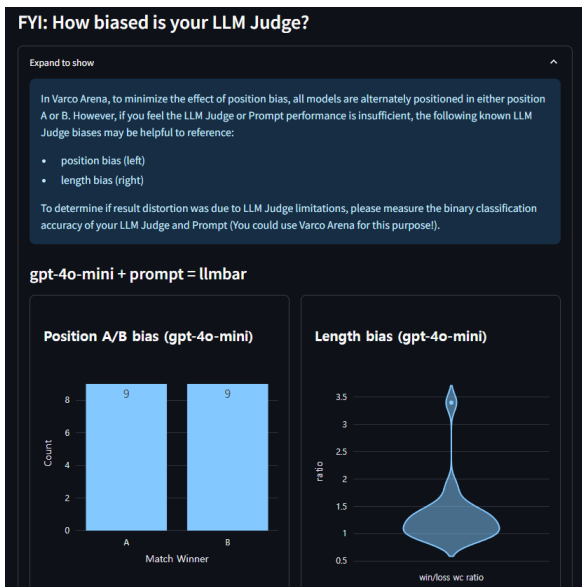 FYI: How biased is your LLM Judge?
Expand to show
In Varco Arena, to minimize the effect of position bias, all models are alternately positioned in either position
A or B. However, if you feel the LLM Judge or Prompt performance is insufficient, the following known LLM
Judge biases may be helpful to reference:
• position bias (left)
• length bias (right)
To determine if result distortion was due to LLM Judge limitations, please measure the binary classification
accuracy of your LLM Judge and Prompt (You could use Varco Arena for this purpose!).
gpt-4o-mini + prompt = llmbar
Position A/B bias (gpt-4o-mini)
9
9
8
6
4
2
0
Count
A
B
Match Winner
Length bias (gpt-4o-mini)
3.5
3
2.5
2
1.5
1
0.5
ratio
win/loss wc ratio